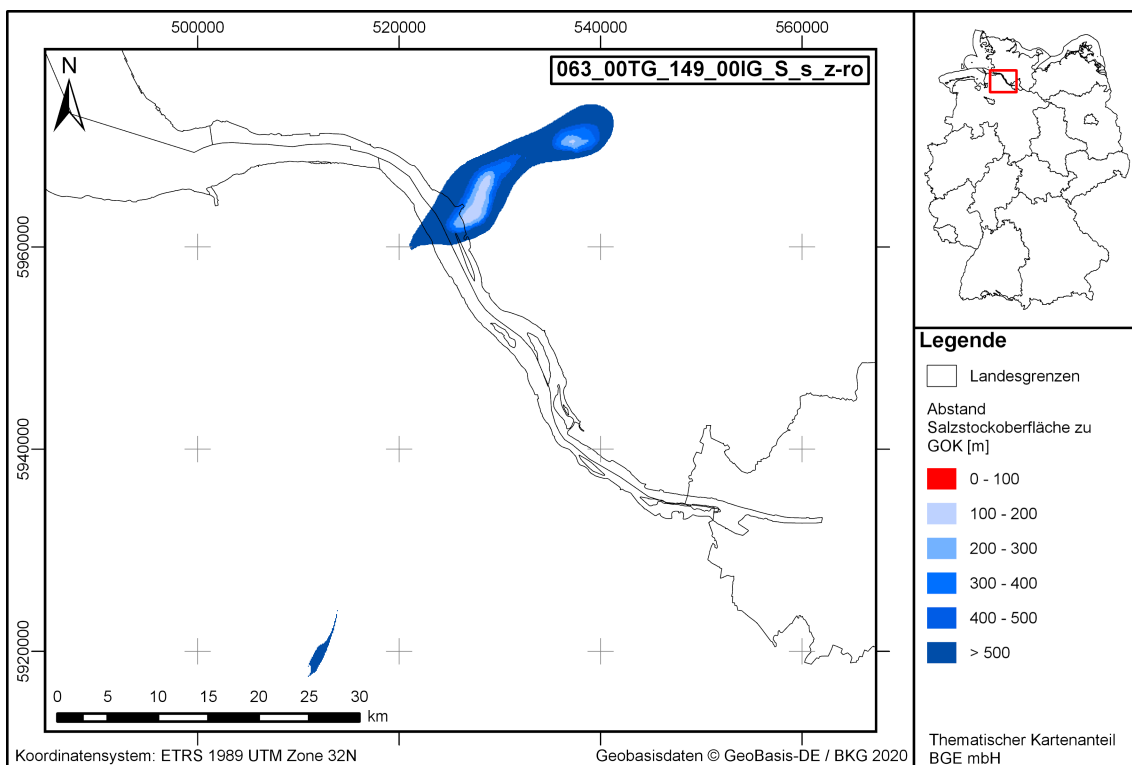 500000
520000
540000
560000
063_00TG_149_00IG_S_s_z-ro
N
5960000
5940000
5920000
0
5
10
15
20
25
30
km
Koordinatensystem: ETRS 1989 UTM Zone 32N
Geobasisdaten © GeoBasis-DE / BKG 2020
Legende
Landesgrenzen
Abstand
Salzstockoberfläche zu
GOK [m]
0 - 100
100 - 200
200 - 300
300 - 400
400 - 500
> 500
Thematischer Kartenanteil
BGE mbH